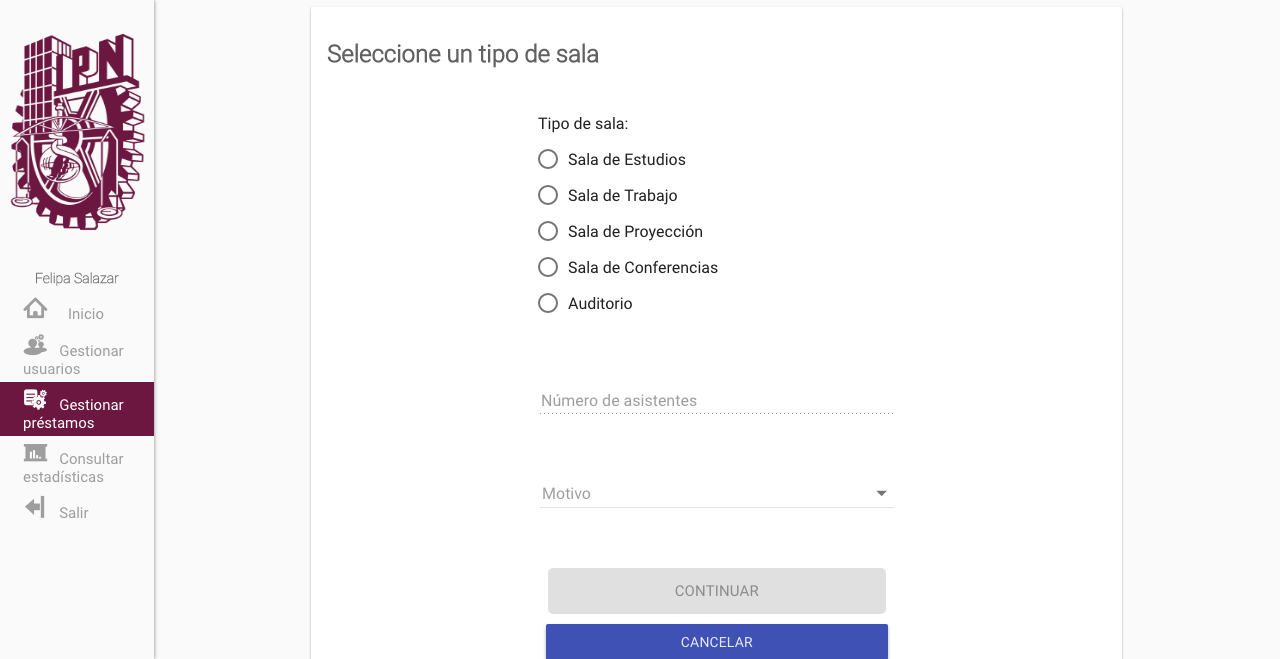 IPN
Felipa Salazar
Inicio
Gestionar
usuarios
Gestionar
préstamos
Consultar
estadísticas
Salir
Seleccione un tipo de sala
Tipo de sala:
Sala de Estudios
Sala de Trabajo
Sala de Proyección
Sala de Conferencias
Auditorio
Número de asistentes
Motivo
CONTINUAR
CANCELAR